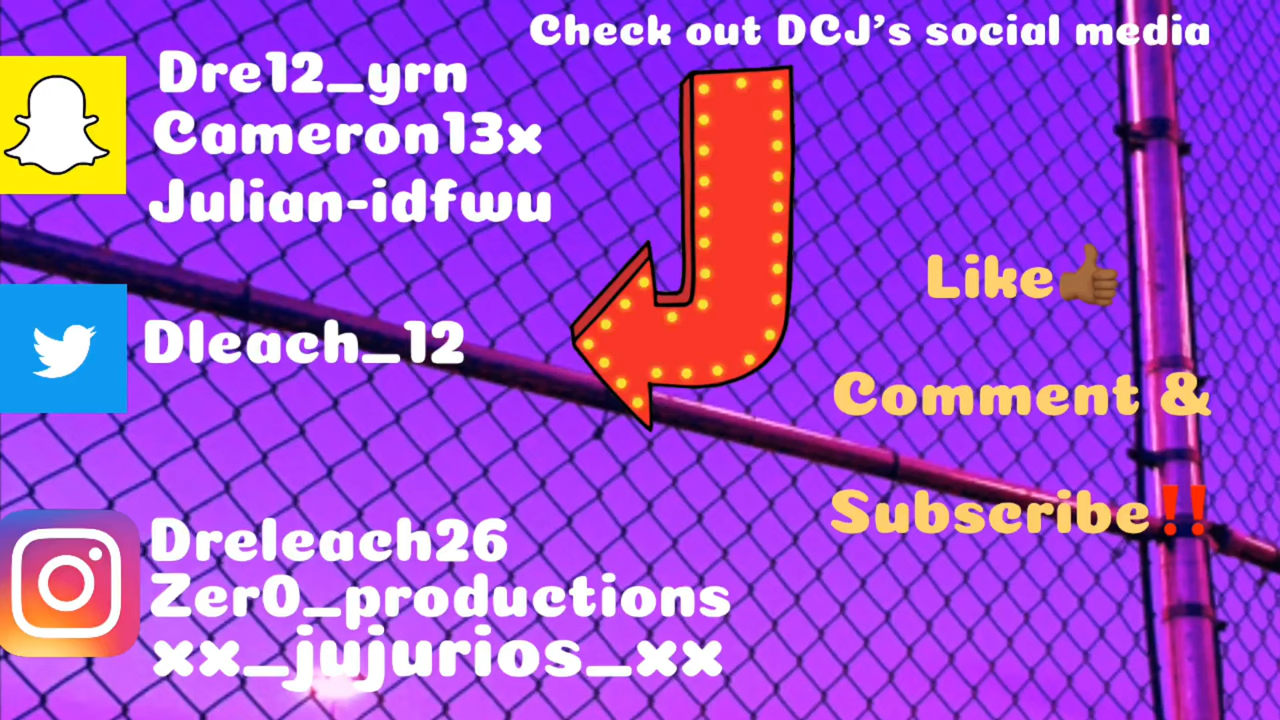 Check out DCJ's social media
Dre12_yrn
Cameron13x
Julian-idfwu
Dleach_12
Dreleach26
Zer0_productions
xx_jujurios_xx
Like👍🏾
Comment &
Subscribe‼️